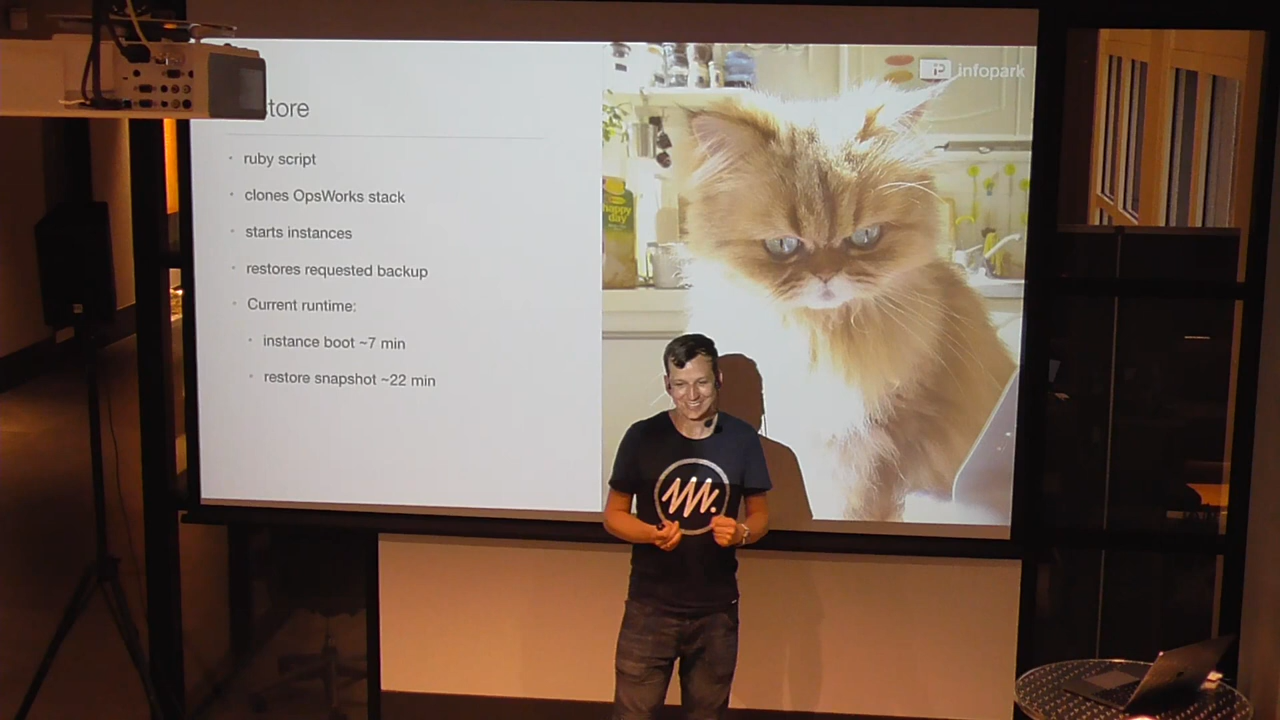 store
ruby script
clones OpsWorks stack
starts instances
restores requested backup
Current runtime:
instance boot ~7 min
restore snapshot ~22 min
iP infopark
happy
day